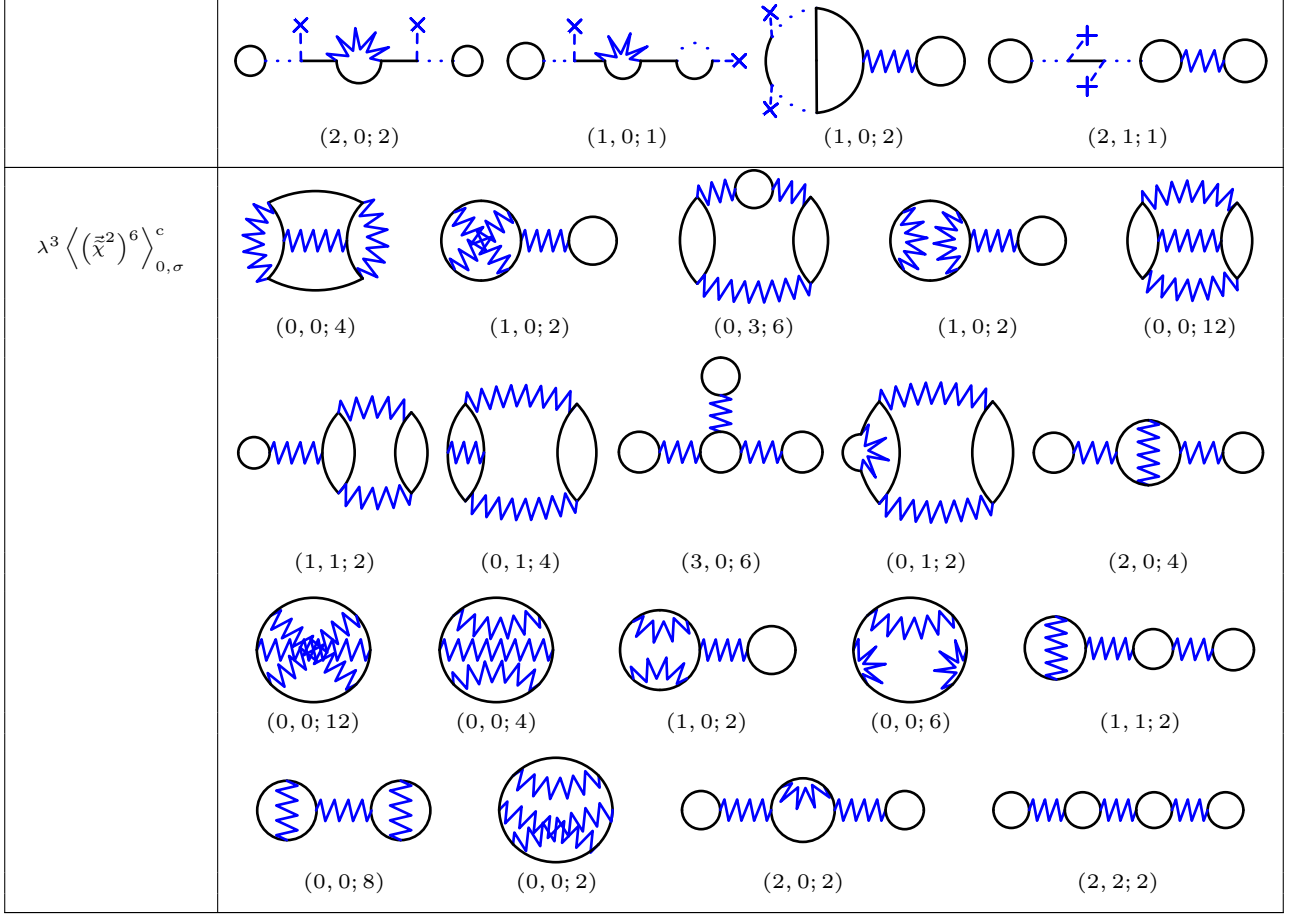 (2, 0; 2) (1, 0; 1) (1, 0; 2) (2, 1; 1)
λ³ ⟨(χ⃗̃²)⁶⟩ᶜ₀,σ
(0, 0; 4) (1, 0; 2) (0, 3; 6) (1, 0; 2) (0, 0; 12)
(1, 1; 2) (0, 1; 4) (3, 0; 6) (0, 1; 2) (2, 0; 4)
(0, 0; 12) (0, 0; 4) (1, 0; 2) (0, 0; 6) (1, 1; 2)
(0, 0; 8) (0, 0; 2) (2, 0; 2) (2, 2; 2)